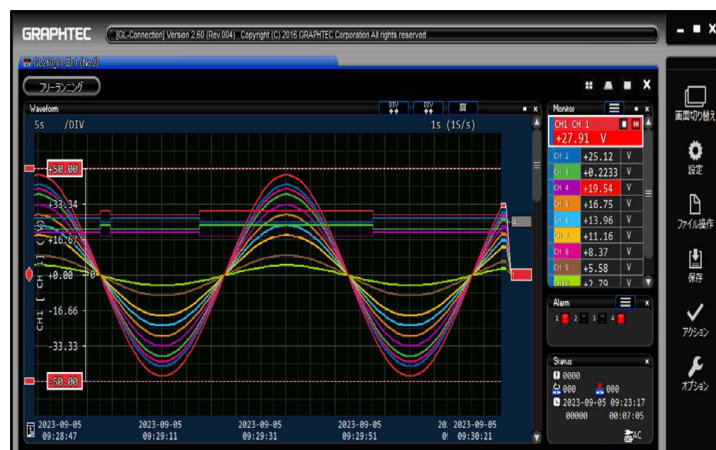 GRAPHTEC
[GL-Connection] Version 2.60 (Rev.004) Copyright (C) 2016 GRAPHTEC Corporation All rights reserved
フリーランニング
Waveform
DIV DIV
5s /DIV 1s (1S/s)
+50.00
+33.34
+16.67
+0.00
-16.66
-33.33
-50.00
CH1 [ CH 1] (V)
2023-09-05 2023-09-05 2023-09-05 2023-09-05 20 2023-09-05
09:28:47 09:29:11 09:29:31 09:29:51 0 09:30:21
Monitor
CH1 CH 1
+27.91 V
CH 2 +25.12 V
CH 3 +0.2233 V
CH 4 +19.54 V
CH 5 +16.75 V
CH 6 +13.96 V
CH 7 +11.16 V
CH 8 +8.37 V
CH 9 +5.58 V
CH10 +2.79 V
Alarm
1 2 3 4
Status
0000
000 000
2023-09-05 09:23:17
00000 00:07:05
AC
画面切り替え
設定
ファイル操作
保存
アクション
オプション